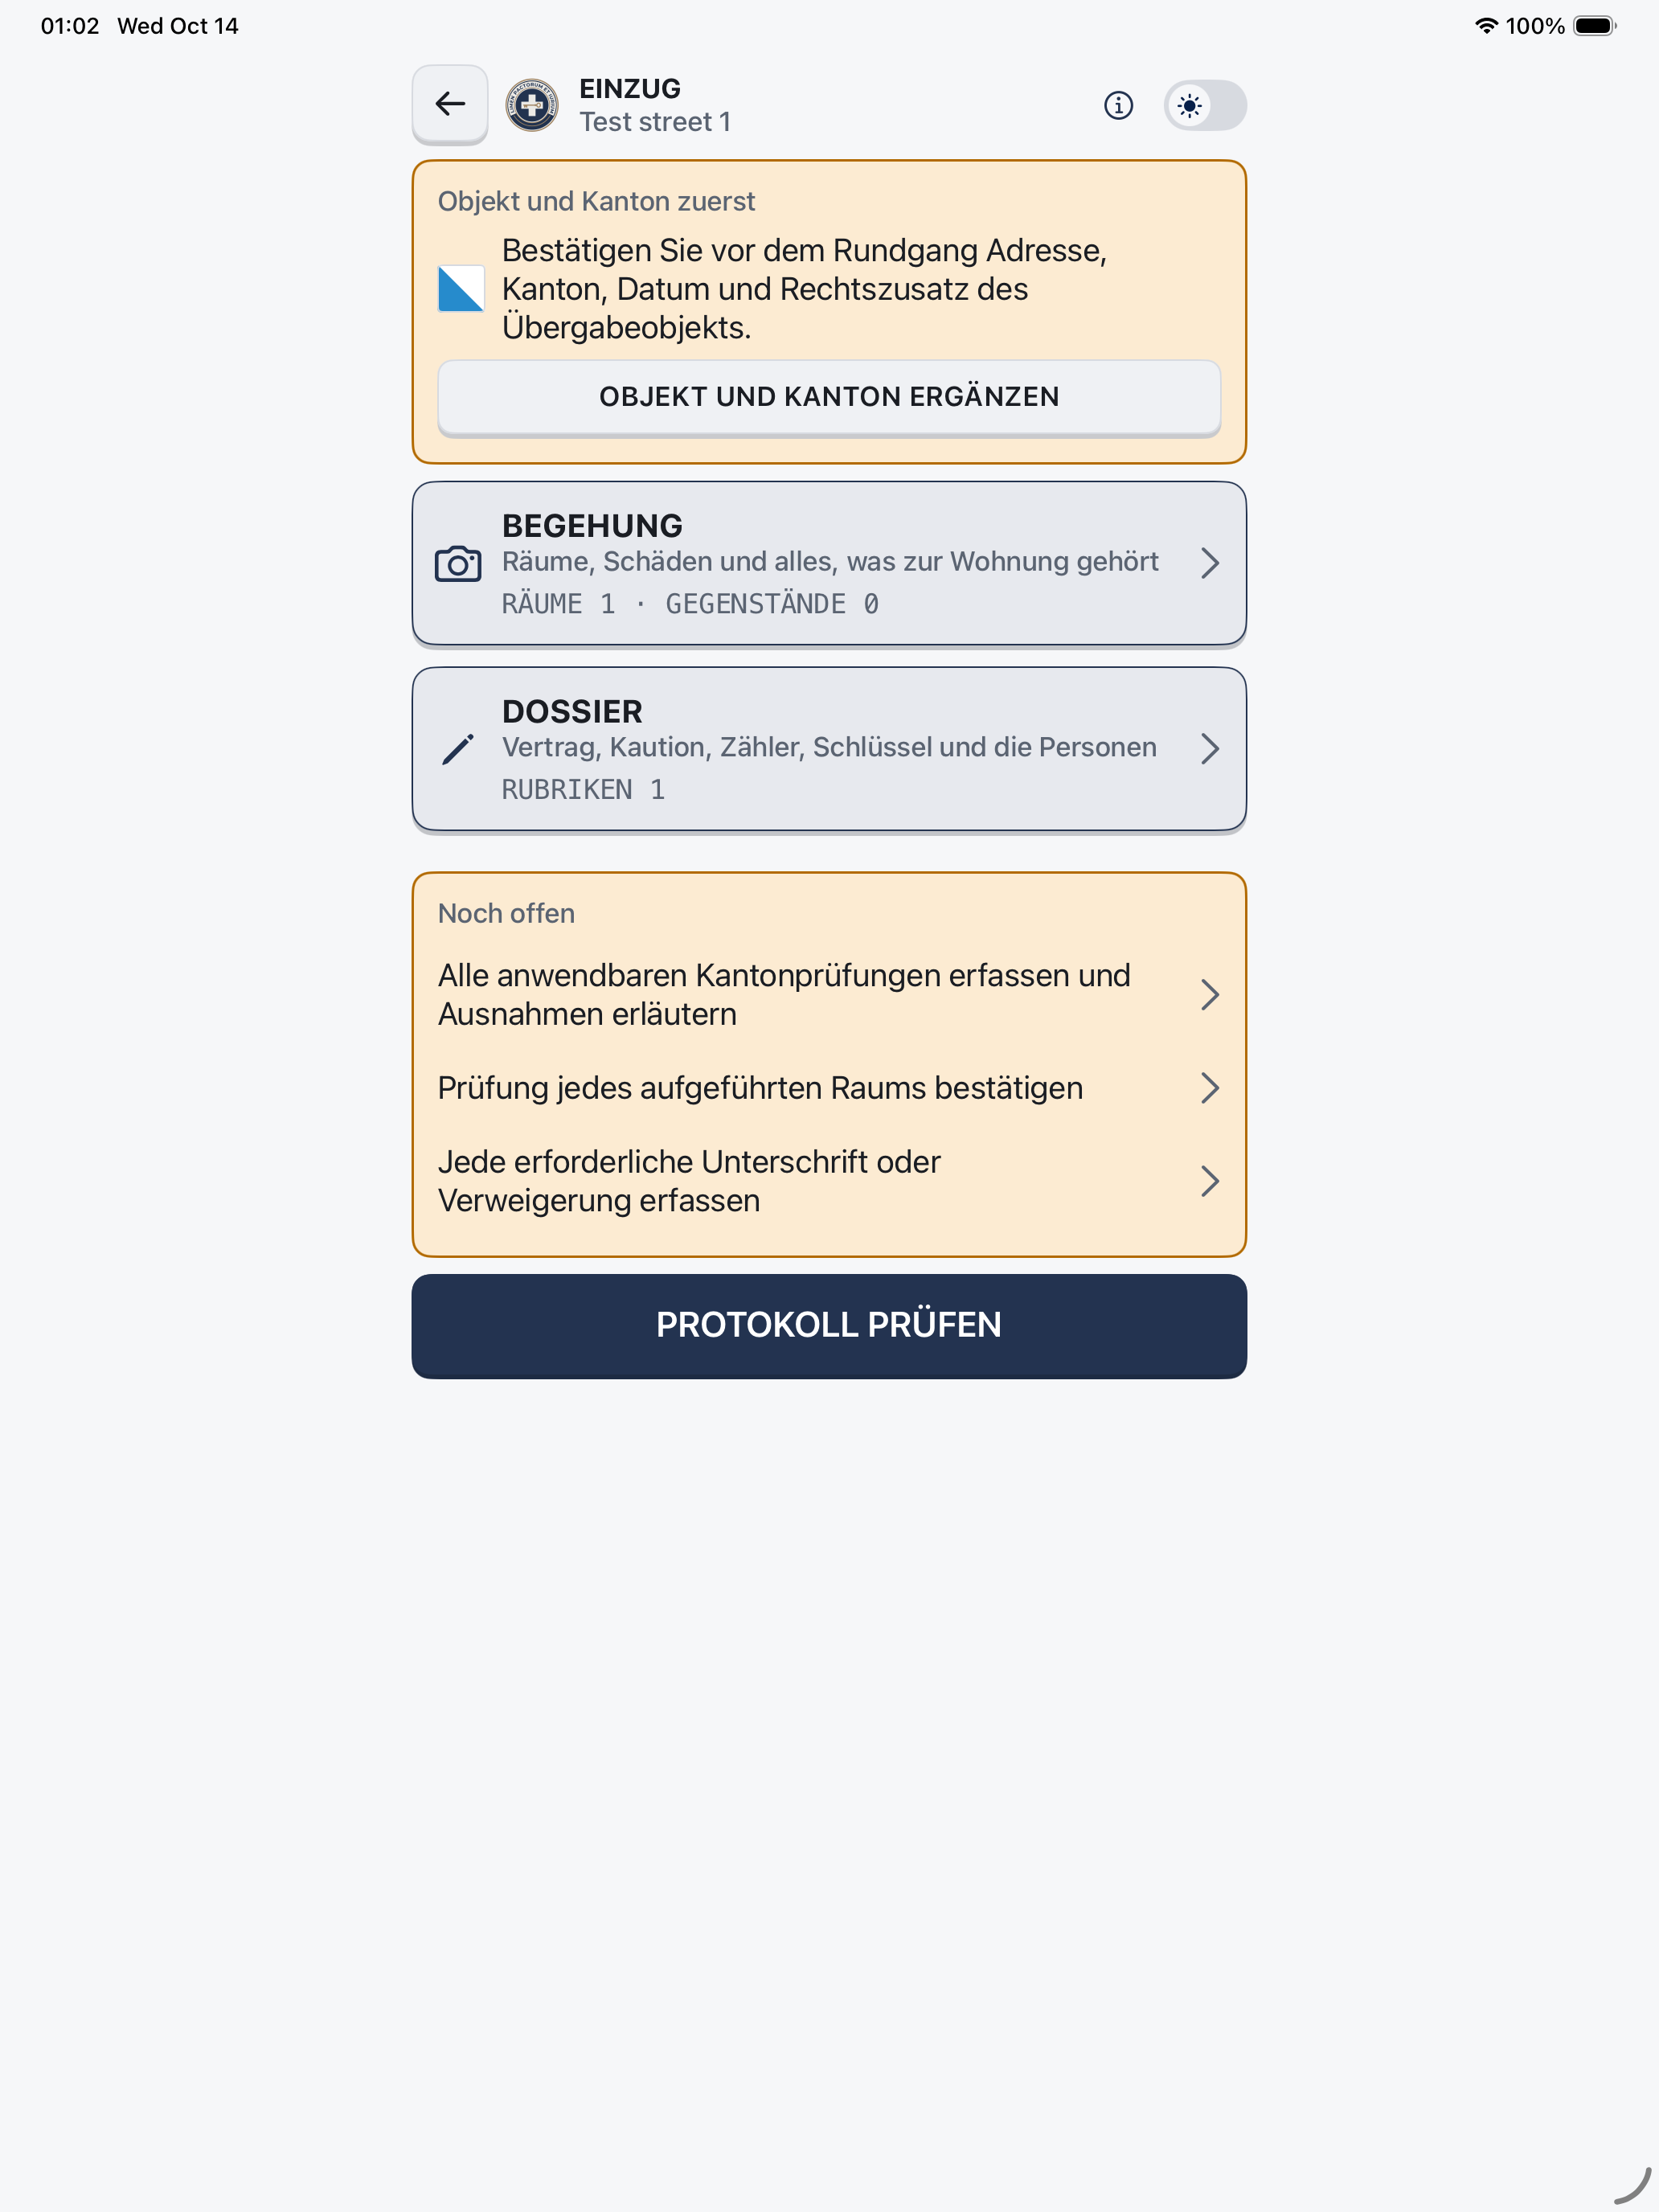 01:02 Wed Oct 14
100%
EINZUG
Test street 1
Objekt und Kanton zuerst
Bestätigen Sie vor dem Rundgang Adresse,
Kanton, Datum und Rechtszusatz des
Übergabeobjekts.
OBJEKT UND KANTON ERGÄNZEN
BEGEHUNG
Räume, Schäden und alles, was zur Wohnung gehört
RÄUME 1 · GEGENSTÄNDE 0
DOSSIER
Vertrag, Kaution, Zähler, Schlüssel und die Personen
RUBRIKEN 1
Noch offen
Alle anwendbaren Kantonprüfungen erfassen und
Ausnahmen erläutern
Prüfung jedes aufgeführten Raums bestätigen
Jede erforderliche Unterschrift oder
Verweigerung erfassen
PROTOKOLL PRÜFEN